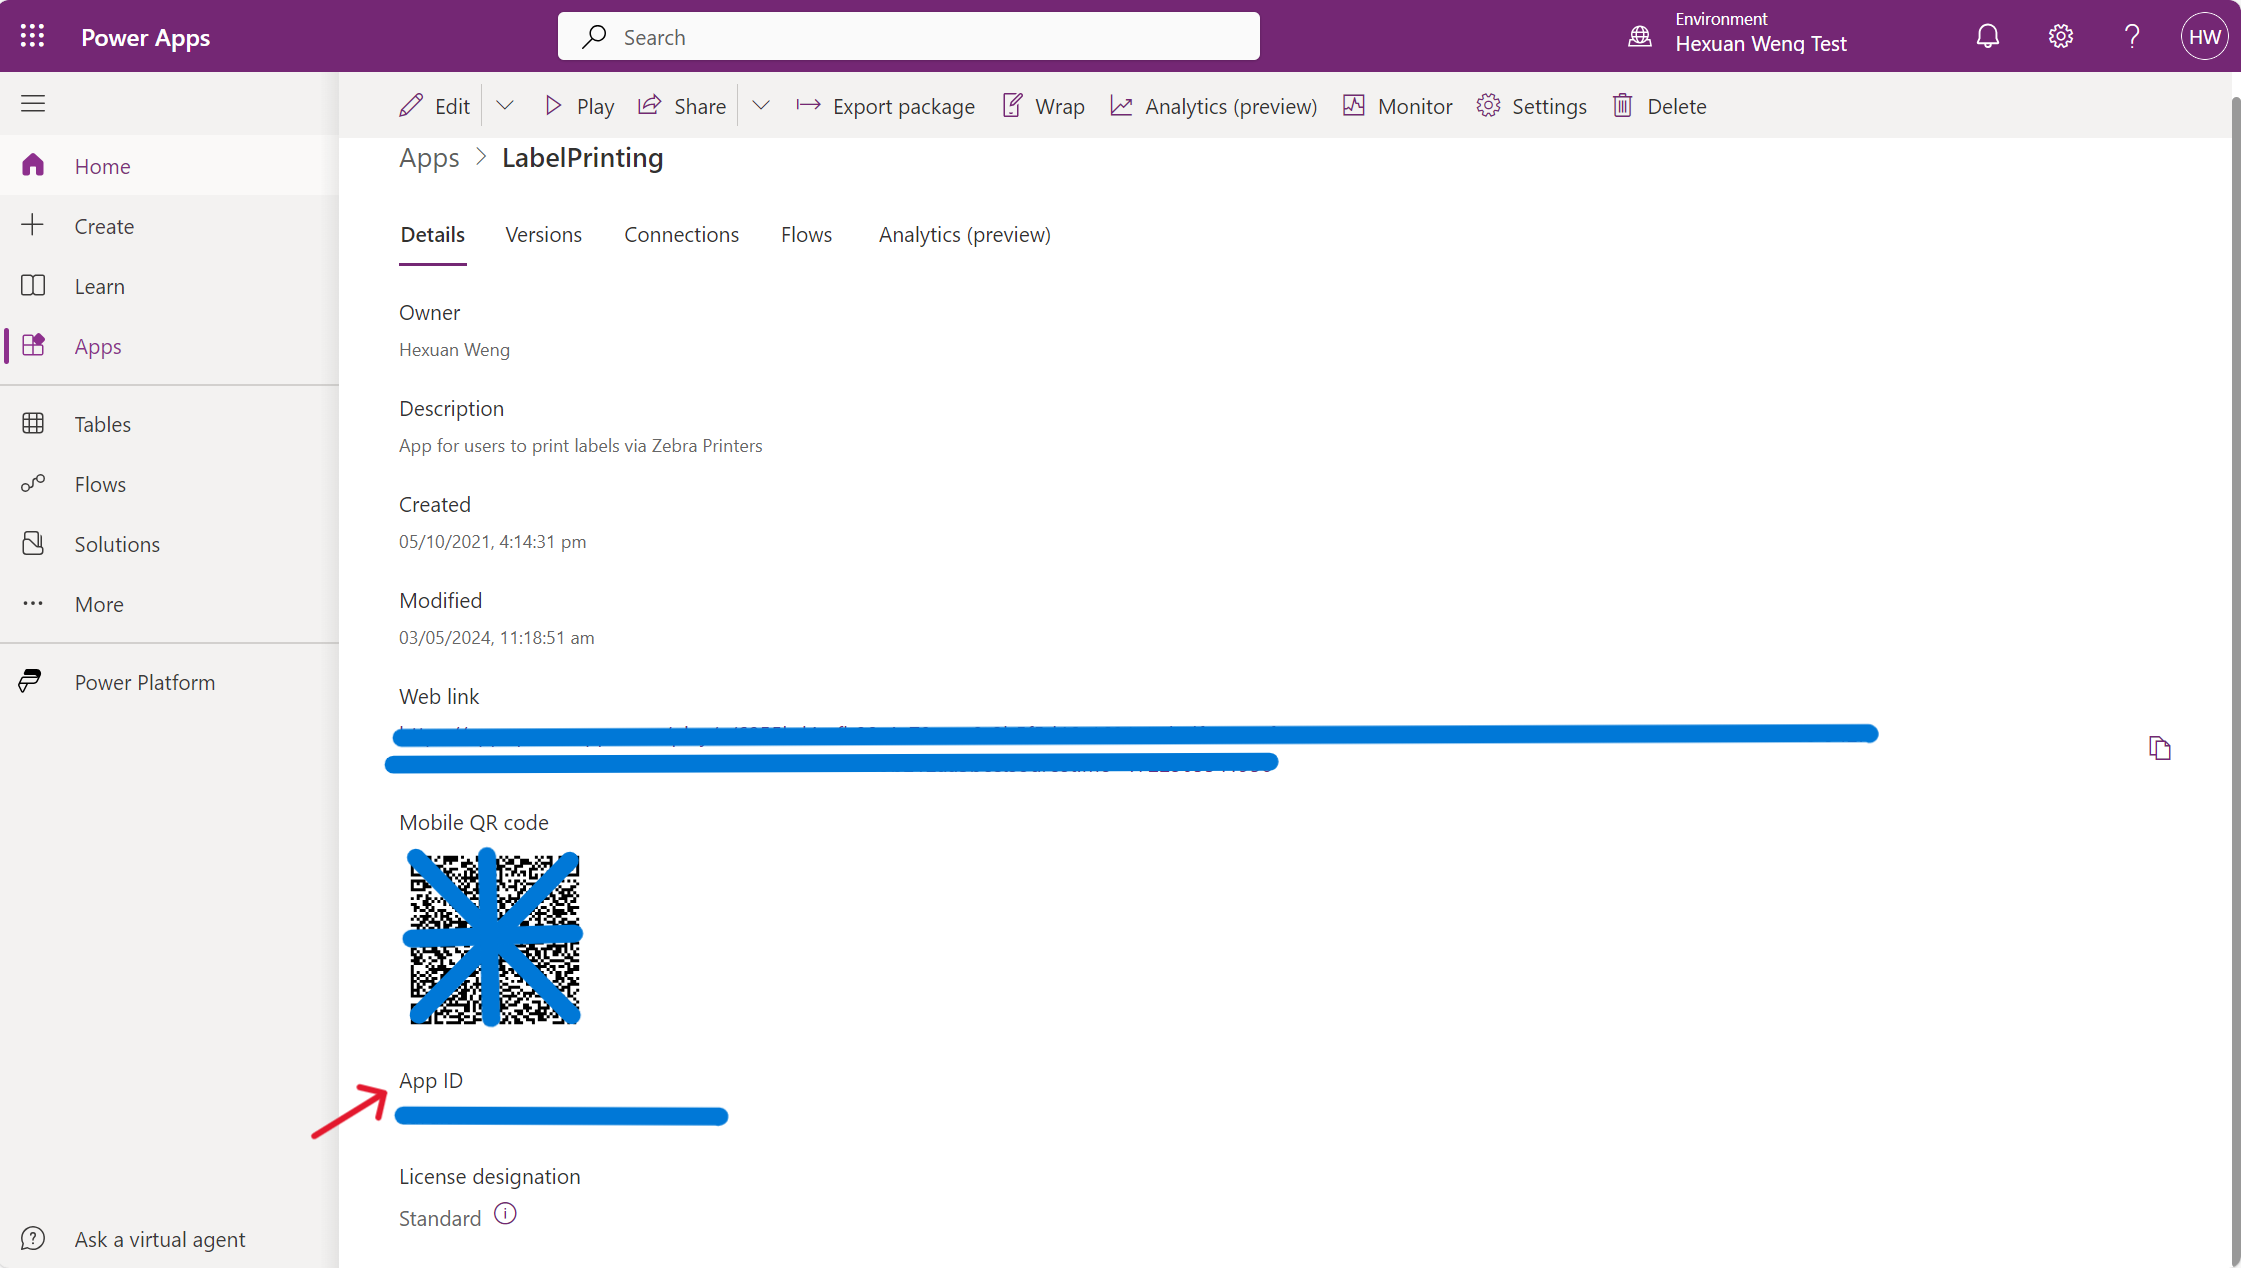 Power Apps
Search
Environment
Hexuan Weng Test
HW
Edit
Play
Share
Export package
Wrap
Analytics (preview)
Monitor
Settings
Delete
Home
Create
Learn
Apps
Tables
Flows
Solutions
More
Power Platform
Ask a virtual agent
Apps > LabelPrinting
Details
Versions
Connections
Flows
Analytics (preview)
Owner
Hexuan Weng
Description
App for users to print labels via Zebra Printers
Created
05/10/2021, 4:14:31 pm
Modified
03/05/2024, 11:18:51 am
Web link
Mobile QR code
App ID
License designation
Standard